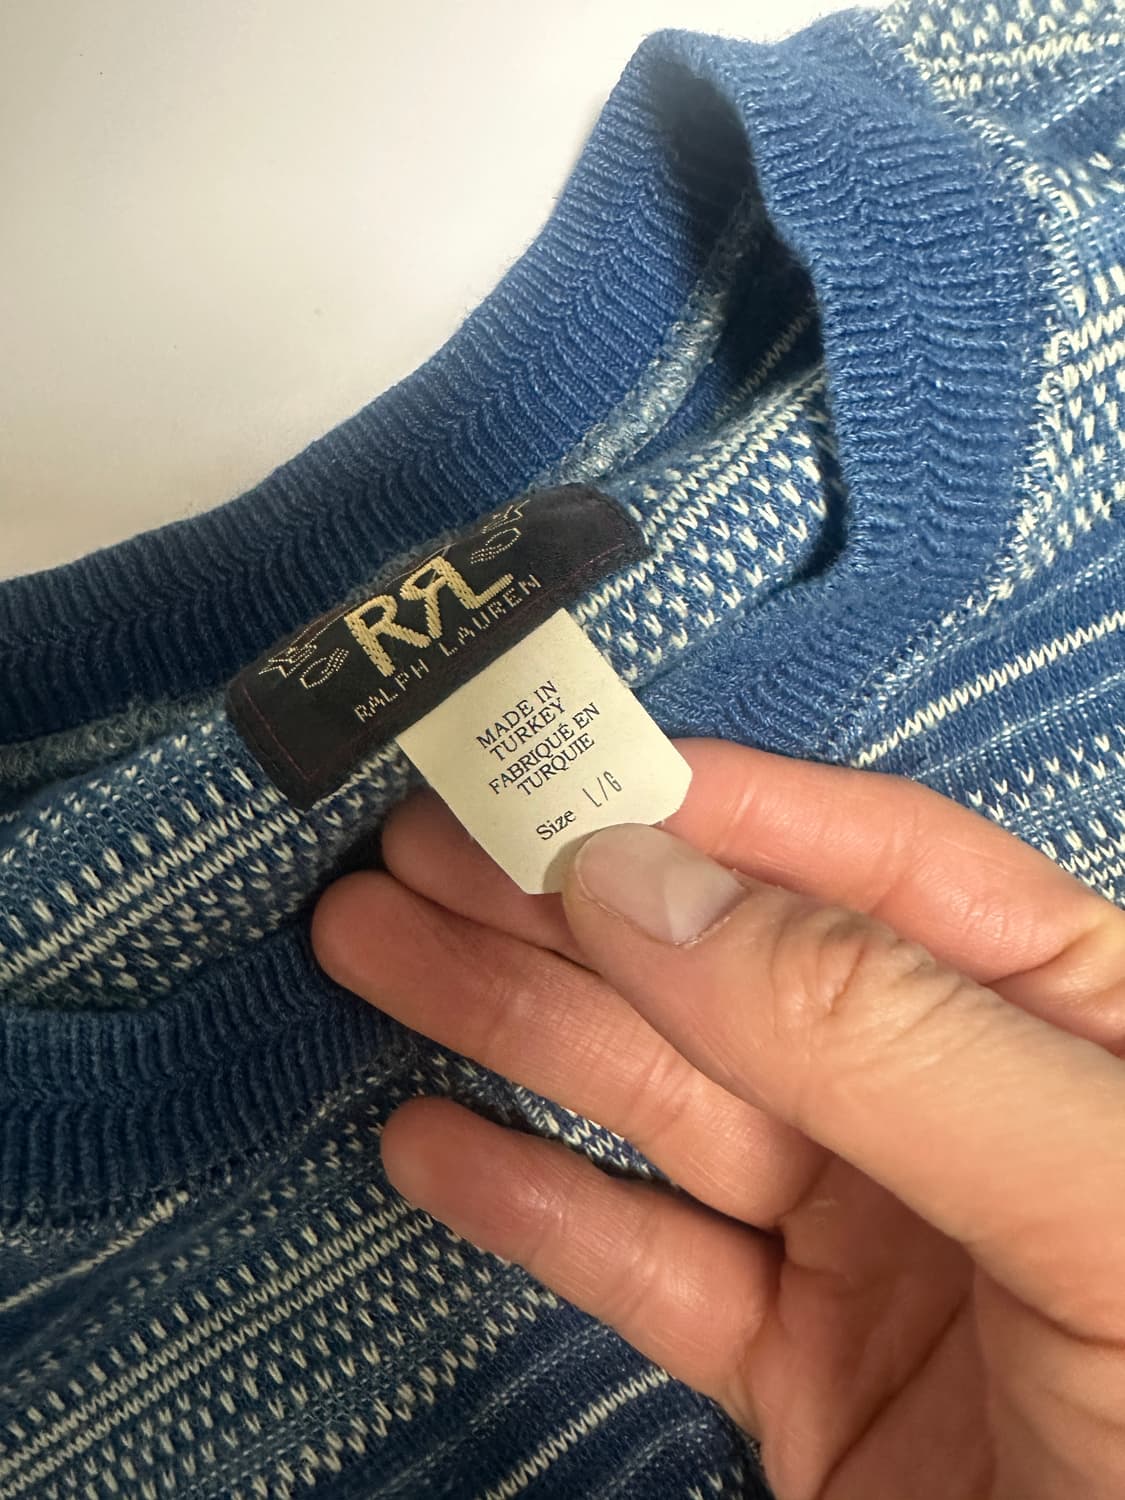 RRL
RALPH LAUREN
MADE IN
TURKEY
FABRIQUÉ EN
TURQUIE
Size L/G